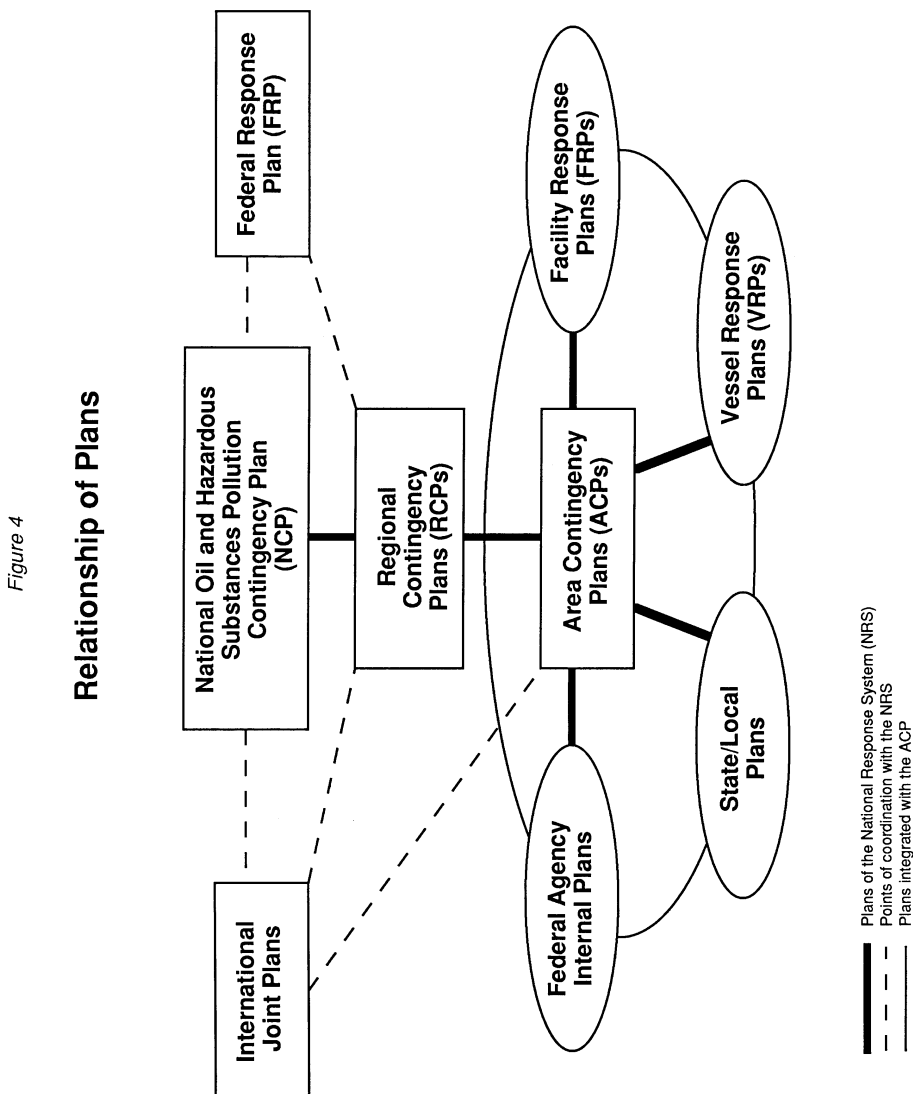 Figure 4
Relationship of Plans
International
Joint Plans
National Oil and Hazardous
Substances Pollution
Contingency Plan
(NCP)
Federal Response
Plan (FRP)
Regional
Contingency
Plans (RCPs)
Area Contingency
Plans (ACPs)
Federal Agency
Internal Plans
Facility Response
Plans (FRPs)
State/Local
Plans
Vessel Response
Plans (VRPs)
Plans of the National Response System (NRS)
Points of coordination with the NRS
Plans integrated with the ACP